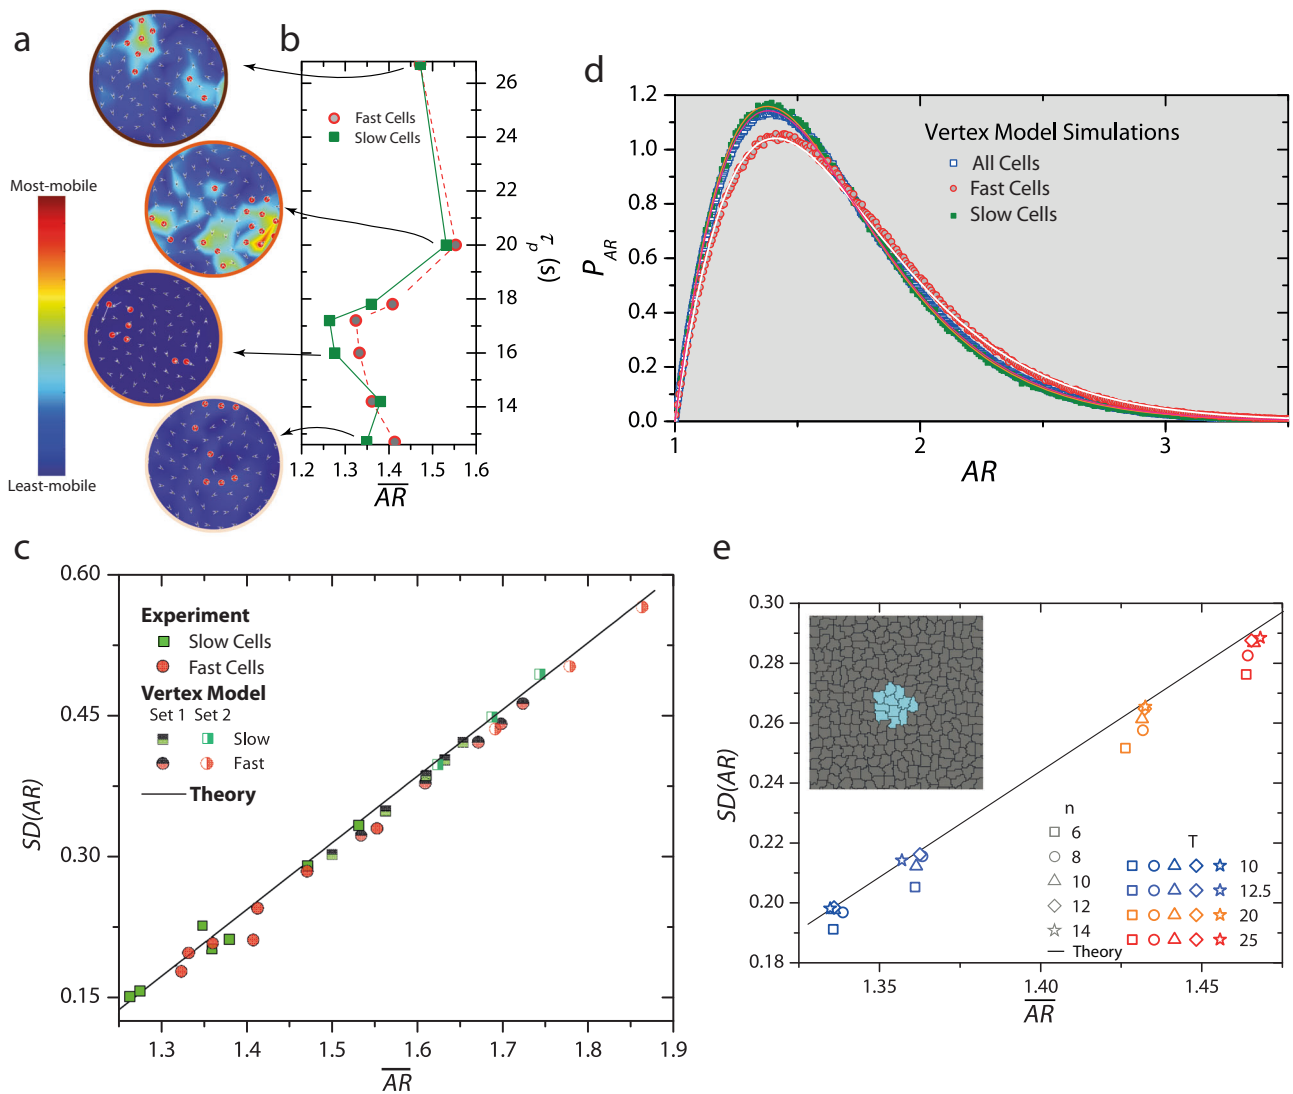 a
Most-mobile
Least-mobile
b
Fast Cells
Slow Cells
26
24
22
20
18
16
14
τp (s)
1.2 1.3 1.4 1.5 1.6
AR
d
1.2
1.0
0.8
0.6
0.4
0.2
0.0
PAR
Vertex Model Simulations
All Cells
Fast Cells
Slow Cells
1 2 3
AR
c
0.60
0.45
0.30
0.15
SD(AR)
Experiment
Slow Cells
Fast Cells
Vertex Model
Set 1 Set 2
Slow
Fast
Theory
1.3 1.4 1.5 1.6 1.7 1.8 1.9
AR
e
0.30
0.28
0.26
0.24
0.22
0.20
0.18
SD(AR)
n
6
8
10
12
14
Theory
T
10
12.5
20
25
1.35 1.40 1.45
AR